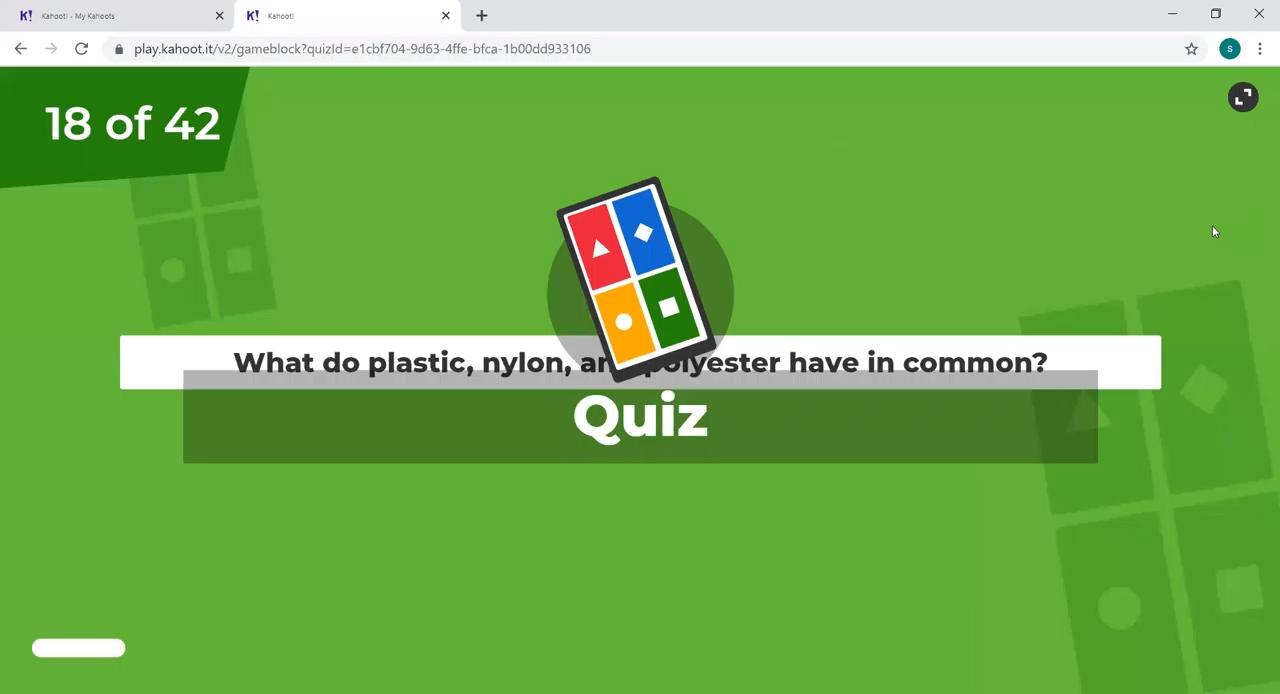 Kahoot! - My Kahoots
Kahoot!
play.kahoot.it/v2/gameblock?quizId=e1cbf704-9d63-4ffe-bfca-1b00dd933106
S
18 of 42
What do plastic, nylon, and polyester have in common?
Quiz